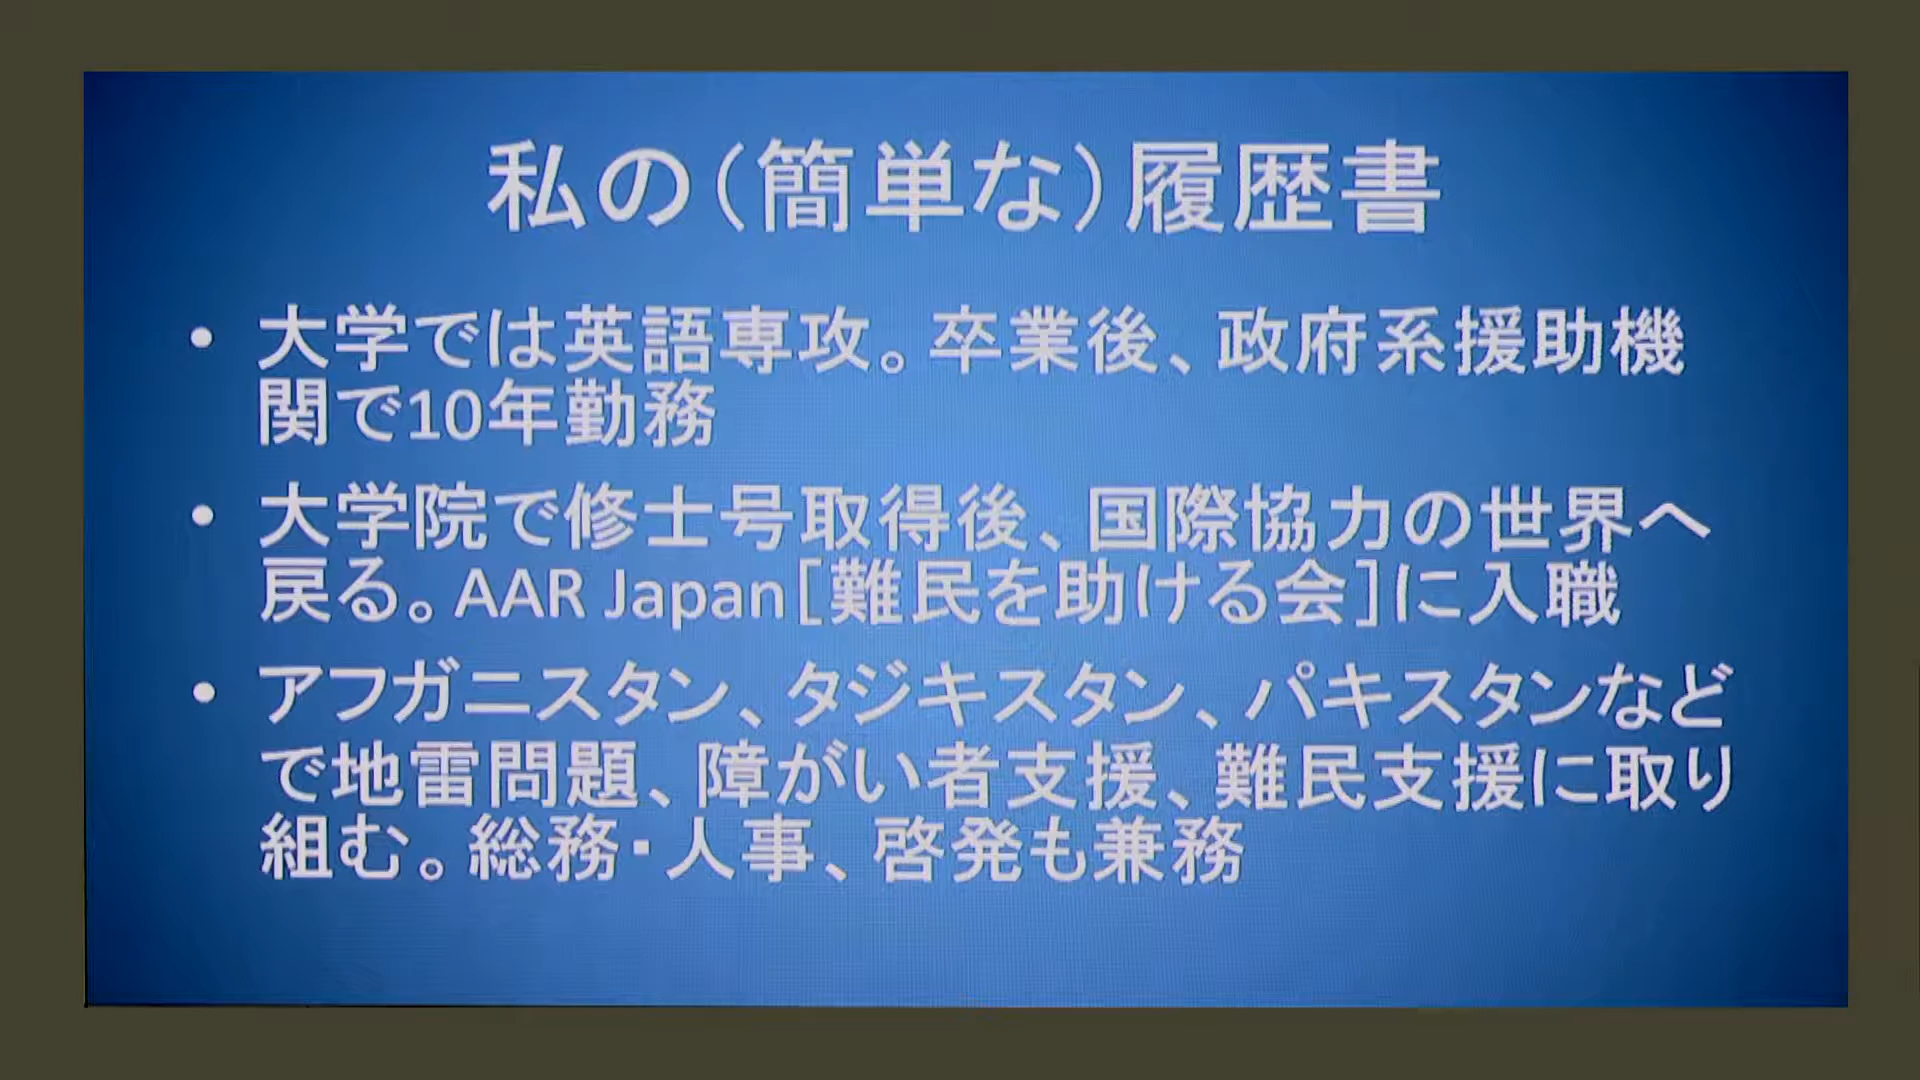 私の（簡単な）履歴書
• 大学では英語専攻。卒業後、政府系援助機
関で10年勤務
• 大学院で修士号取得後、国際協力の世界へ
戻る。AAR Japan［難民を助ける会］に入職
• アフガニスタン、タジキスタン、パキスタンなど
で地雷問題、障がい者支援、難民支援に取り
組む。総務・人事、啓発も兼務